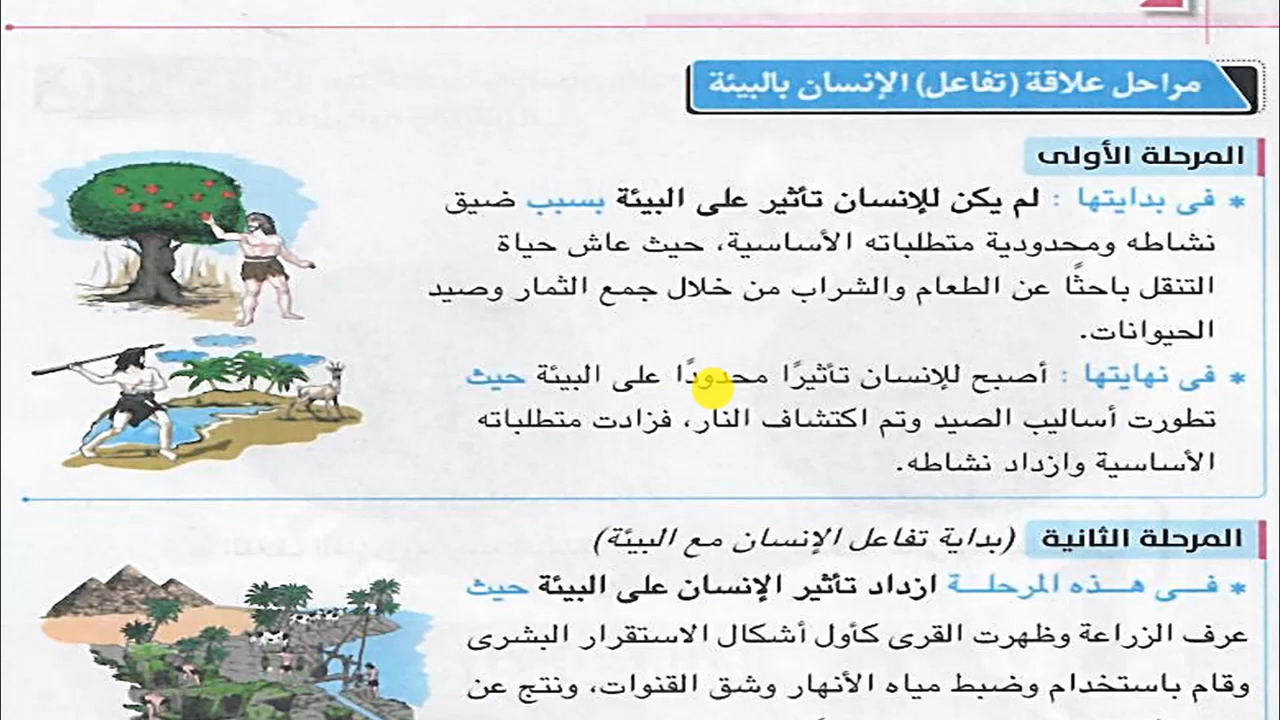 مراحل علاقة (تفاعل) الإنسان بالبيئة
المرحلة الأولى
* فى بدايتها : لم يكن للإنسان تأثير على البيئة بسبب ضيق
نشاطه ومحدودية متطلباته الأساسية، حيث عاش حياة
التنقل باحثًا عن الطعام والشراب من خلال جمع الثمار وصيد
الحيوانات.
* فى نهايتها : أصبح للإنسان تأثيرًا محدودًا على البيئة حيث
تطورت أساليب الصيد وتم اكتشاف النار، فزادت متطلباته
الأساسية وازداد نشاطه.
المرحلة الثانية (بداية تفاعل الإنسان مع البيئة)
* فـــى هـــذه المرحلـــة ازداد تأثير الإنسان على البيئة حيث
عرف الزراعة وظهرت القرى كأول أشكال الاستقرار البشرى
وقام باستخدام وضبط مياه الأنهار وشق القنوات، ونتج عن